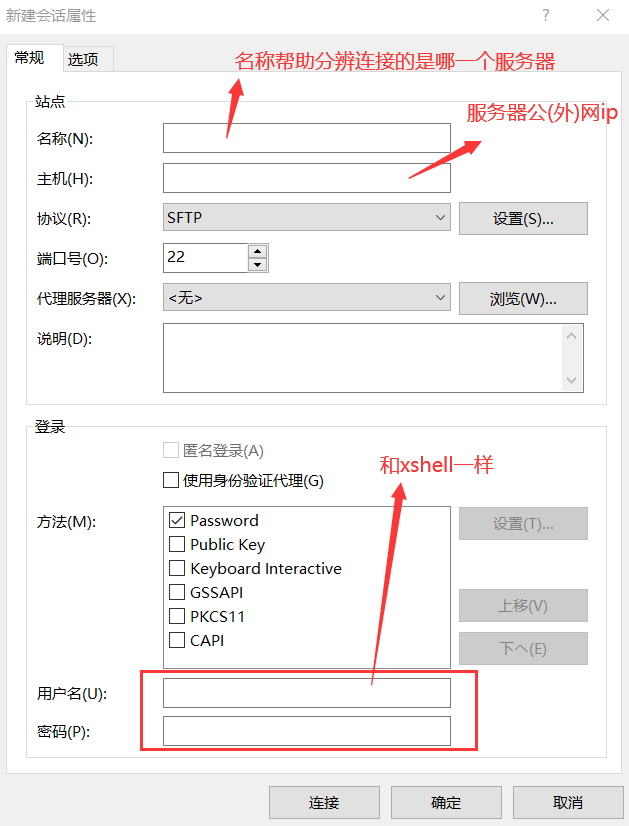 新建会话属性
常规 选项
名称帮助分辨连接的是哪一个服务器
站点
服务器公(外)网ip
名称(N):
主机(H):
协议(R): SFTP 设置(S)...
端口号(O): 22
代理服务器(X): <无> 浏览(W)...
说明(D):
登录
匿名登录(A)
和xshell一样
使用身份验证代理(G)
方法(M): Password 设置(T)...
Public Key
Keyboard Interactive
GSSAPI
PKCS11 上移(V)
CAPI
用户名(U):
密码(P):
连接 确定 取消